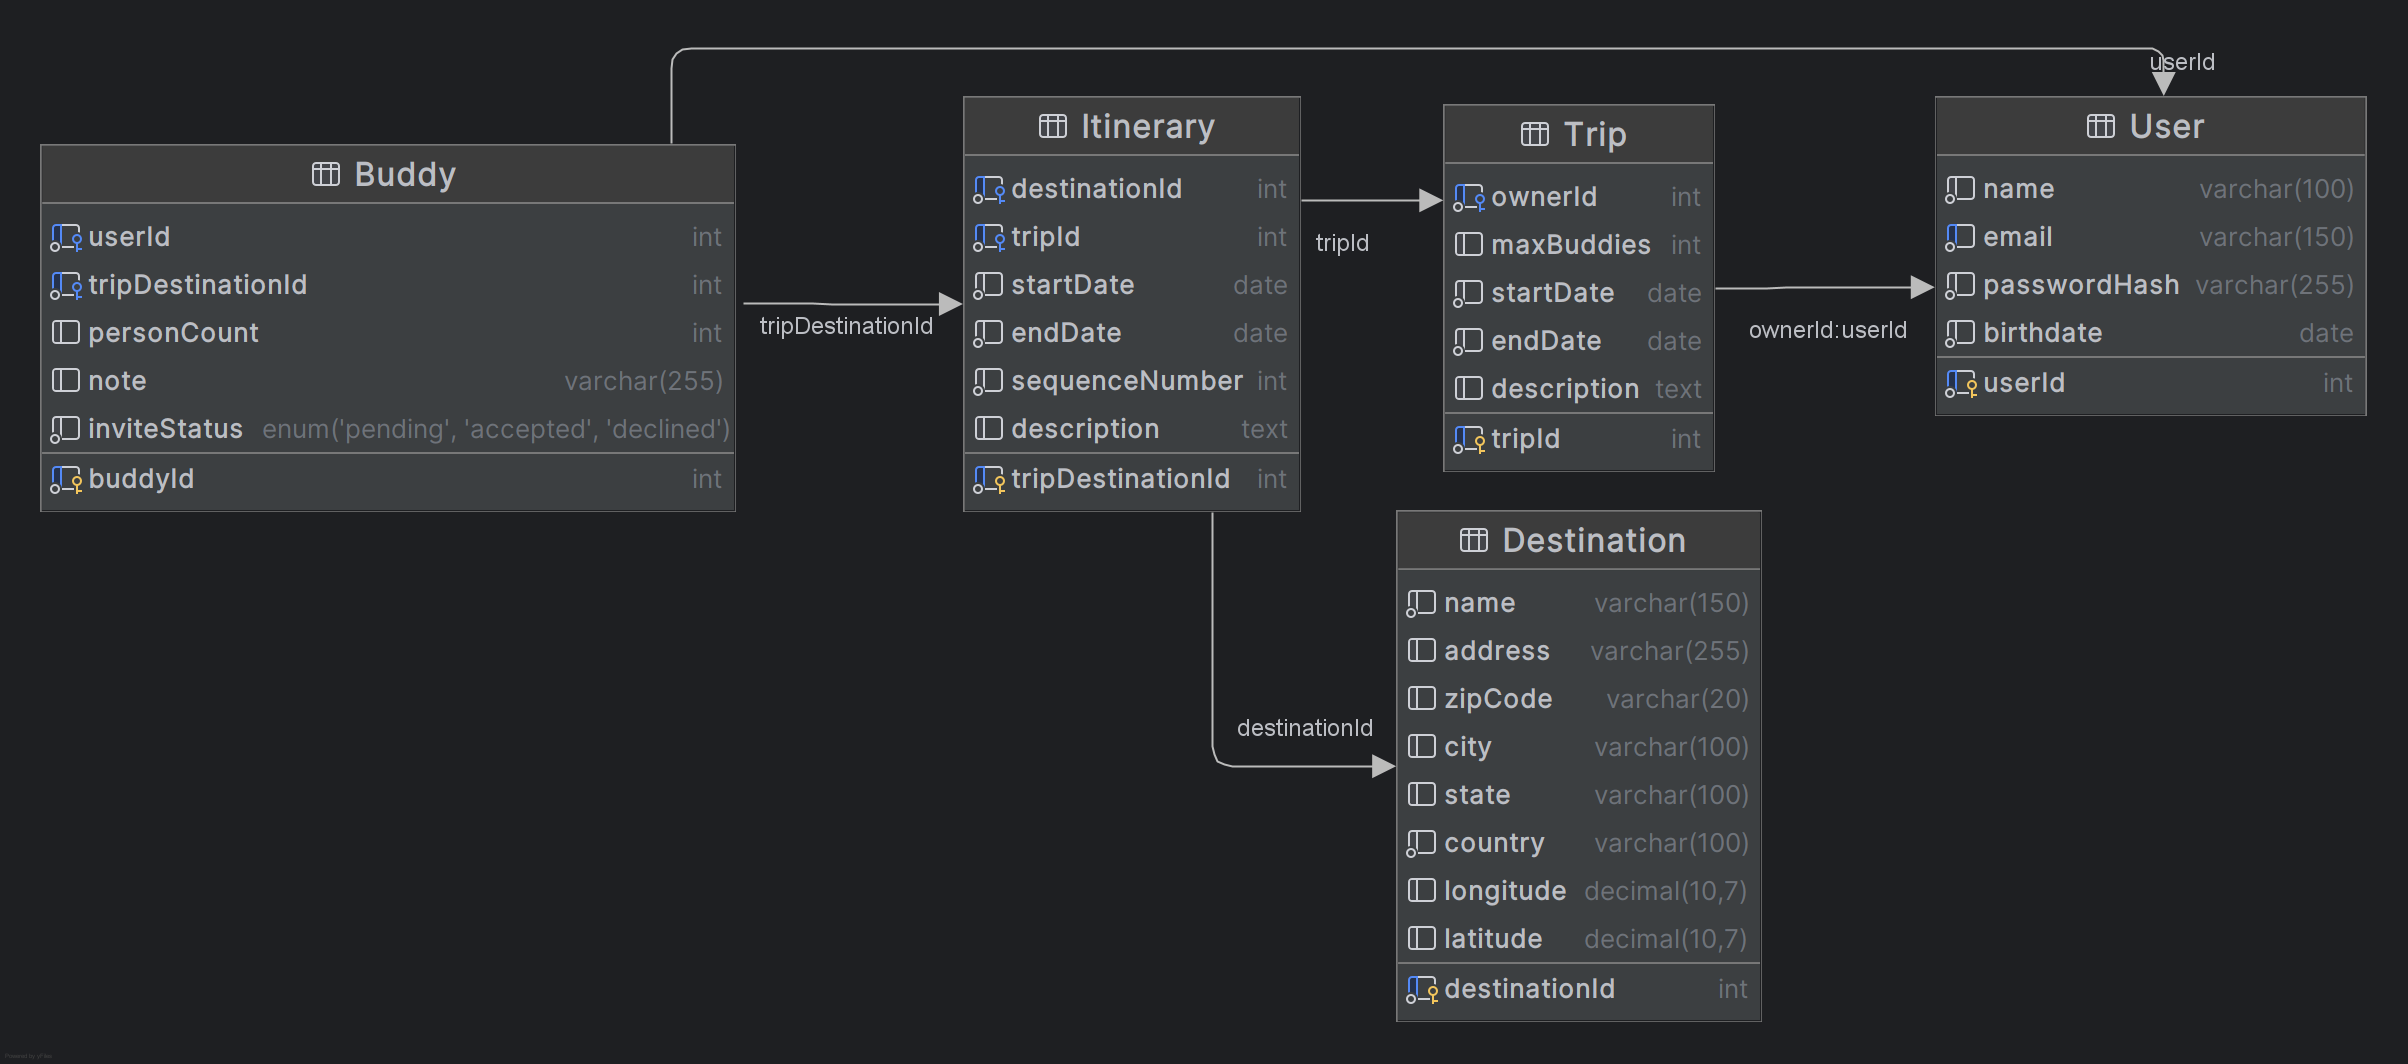 userId
Buddy
userId int
tripDestinationId int
personCount int
note varchar(255)
inviteStatus enum('pending', 'accepted', 'declined')
buddyId int
tripDestinationId
Itinerary
destinationId int
tripId int
startDate date
endDate date
sequenceNumber int
description text
tripDestinationId int
tripId
Trip
ownerId int
maxBuddies int
startDate date
endDate date
description text
tripId int
ownerId:userId
User
name varchar(100)
email varchar(150)
passwordHash varchar(255)
birthdate date
userId int
destinationId
Destination
name varchar(150)
address varchar(255)
zipCode varchar(20)
city varchar(100)
state varchar(100)
country varchar(100)
longitude decimal(10,7)
latitude decimal(10,7)
destinationId int
Powered by yFiles